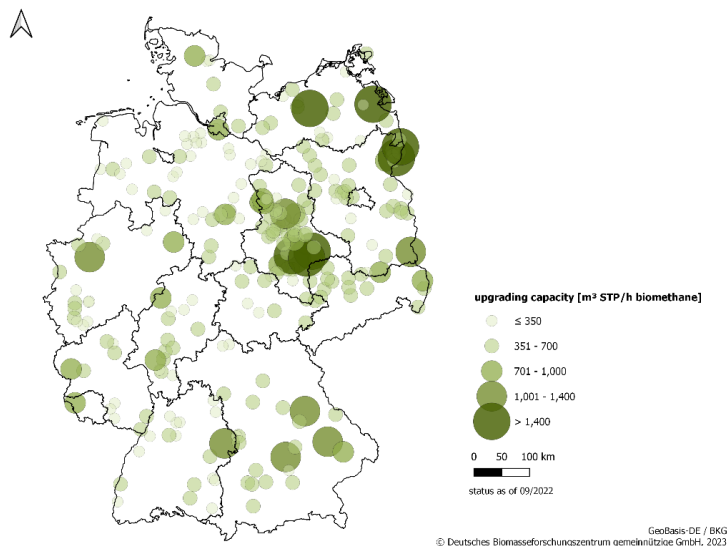 upgrading capacity [m³ STP/h biomethane]
≤ 350
351 - 700
701 - 1,000
1,001 - 1,400
> 1,400
0 50 100 km
status as of 09/2022
GeoBasis-DE / BKG
© Deutsches Biomasseforschungszentrum gemeinnützige GmbH, 2023